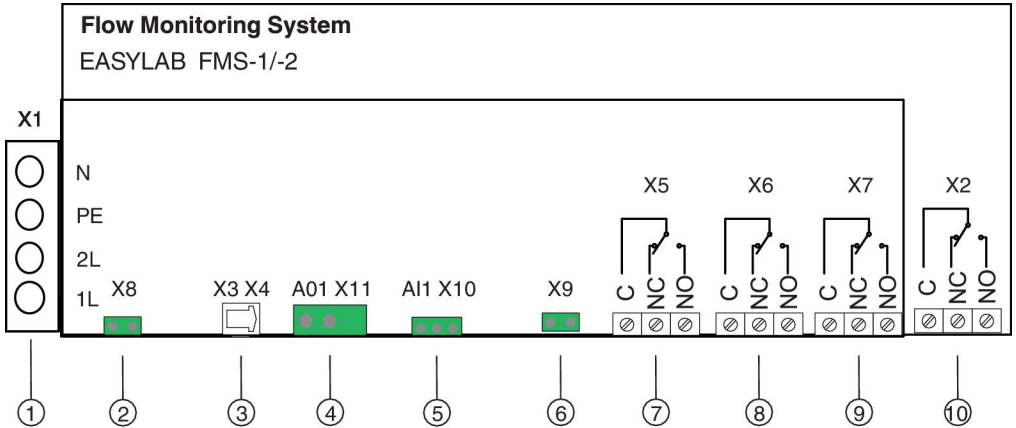 Flow Monitoring System
EASYLAB FMS-1/-2
X1
N
PE
2L
1L
X8
X3 X4
A01 X11
AI1 X10
X9
X5
C
NC
NO
X6
C
NC
NO
X7
C
NC
NO
X2
C
NC
NO
1
2
3
4
5
6
7
8
9
10